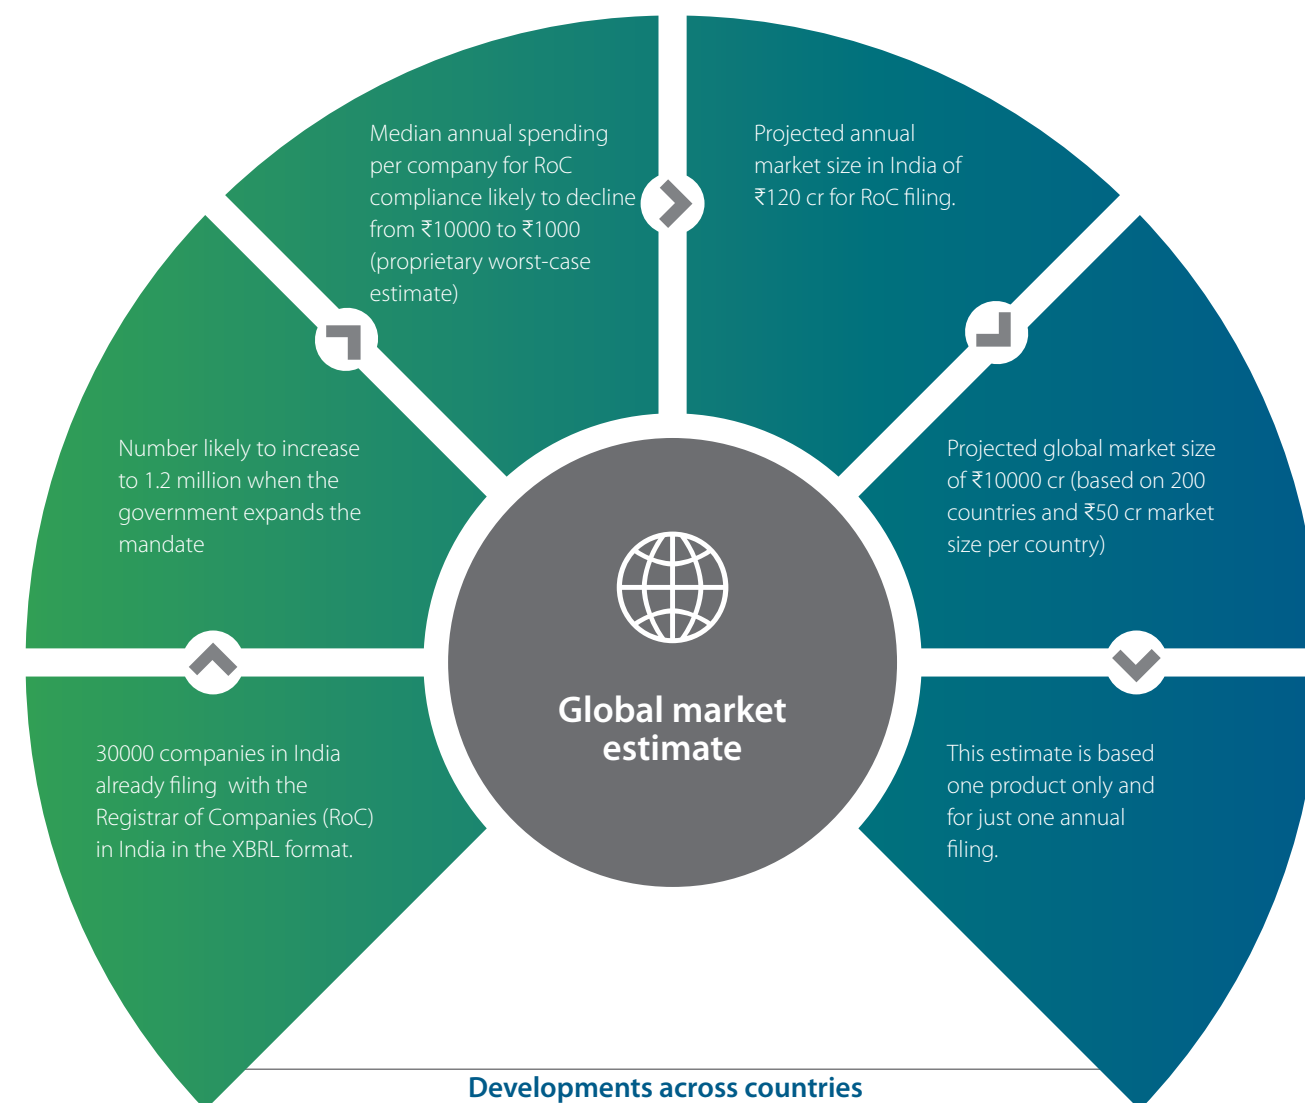 30000 companies in India
already filing with the
Registrar of Companies (RoC)
in India in the XBRL format.
Number likely to increase
to 1.2 million when the
government expands the
mandate
Median annual spending
per company for RoC
compliance likely to decline
from ₹10000 to ₹1000
(proprietary worst-case
estimate)
Projected annual
market size in India of
₹120 cr for RoC filing.
Projected global market size
of ₹10000 cr (based on 200
countries and ₹50 cr market
size per country)
This estimate is based
one product only and
for just one annual
filing.
Global market
estimate
Developments across countries